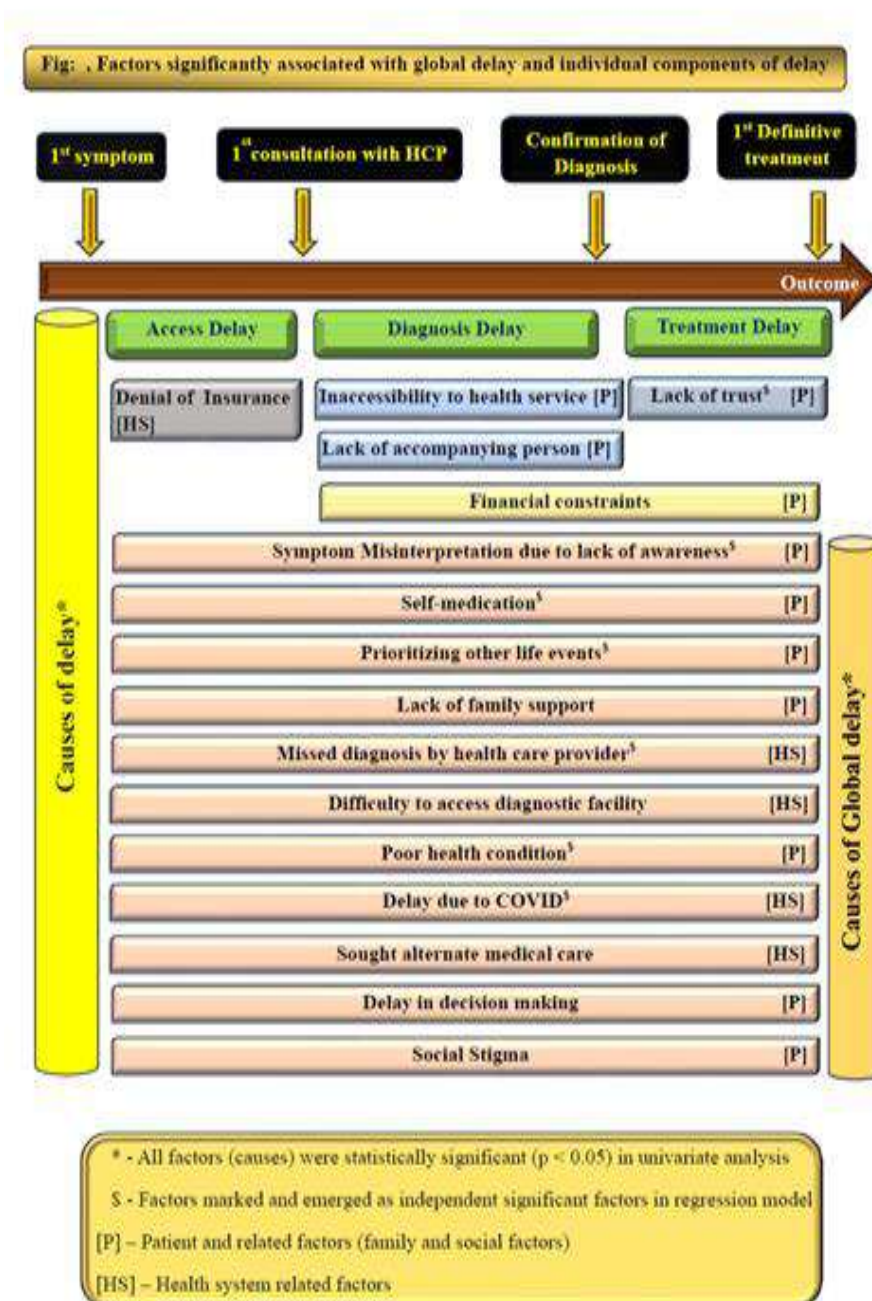 Fig: , Factors significantly associated with global delay and individual components of delay
1st symptom
1st consultation with HCP
Confirmation of
Diagnosis
1st Definitive
treatment
Outcome
Access Delay
Diagnosis Delay
Treatment Delay
Denial of Insurance
[HS]
Inaccessibility to health service [P]
Lack of trust$ [P]
Lack of accompanying person [P]
Financial constraints [P]
Symptom Misinterpretation due to lack of awareness$ [P]
Self-medication$ [P]
Prioritizing other life events$ [P]
Lack of family support [P]
Missed diagnosis by health care provider$ [HS]
Difficulty to access diagnostic facility [HS]
Poor health condition$ [P]
Delay due to COVID$ [HS]
Sought alternate medical care [HS]
Delay in decision making [P]
Social Stigma [P]
Causes of delay*
Causes of Global delay*
* - All factors (causes) were statistically significant (p < 0.05) in univariate analysis
$ - Factors marked and emerged as independent significant factors in regression model
[P] – Patient and related factors (family and social factors)
[HS] – Health system related factors